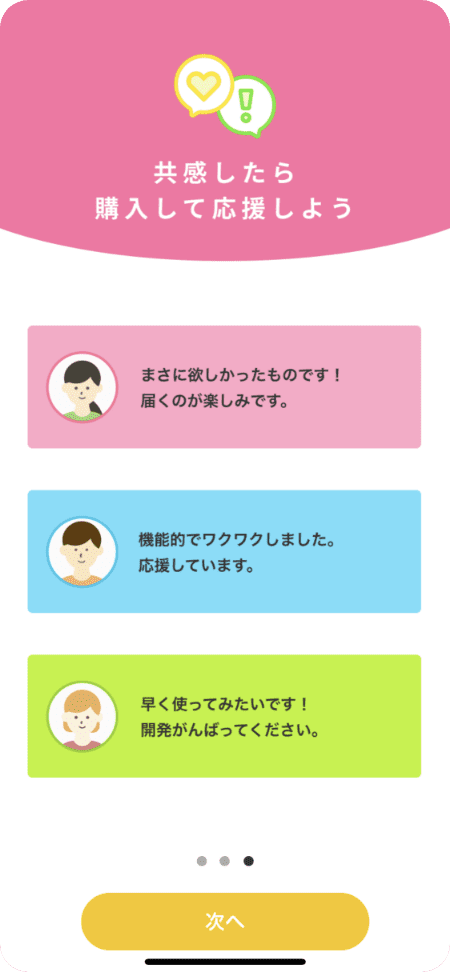 共感したら
購入して応援しよう
まさに欲しかったものです！
届くのが楽しみです。
機能的でワクワクしました。
応援しています。
早く使ってみたいです！
開発がんばってください。
次へ